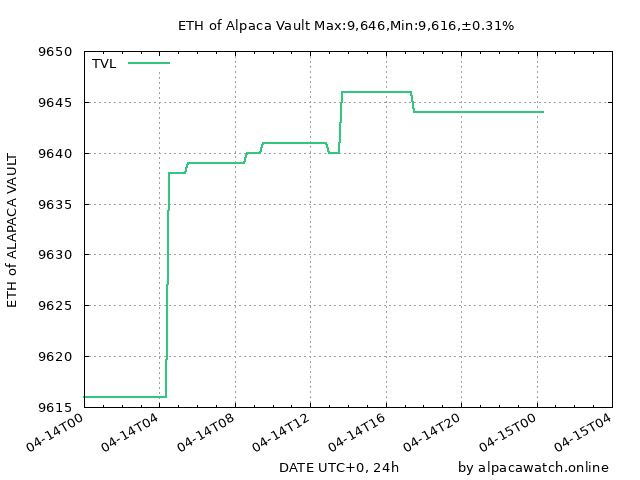 ETH of Alpaca Vault Max:9,646,Min:9,616,±0.31%
TVL
9650
9645
9640
9635
9630
9625
9620
9615
ETH of ALAPACA VAULT
04-14T00
04-14T04
04-14T08
04-14T12
04-14T16
04-14T20
04-15T00
04-15T04
DATE UTC+0, 24h
by alpacawatch.online